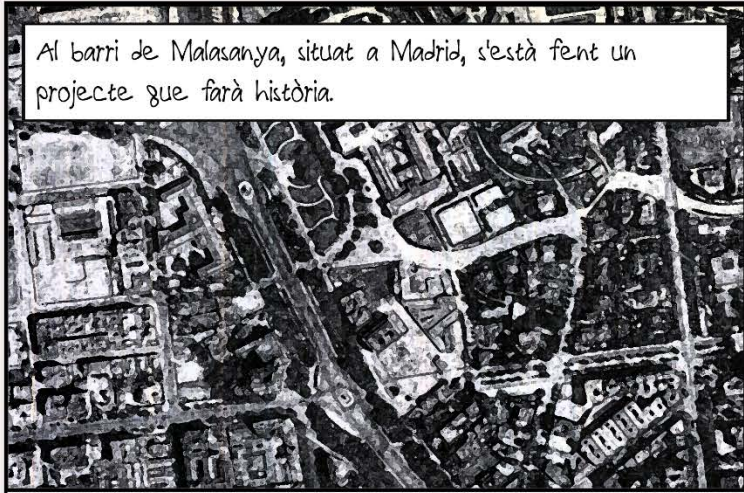 Al barri de Malasanya, situat a Madrid, s'està fent un
projecte que farà història.